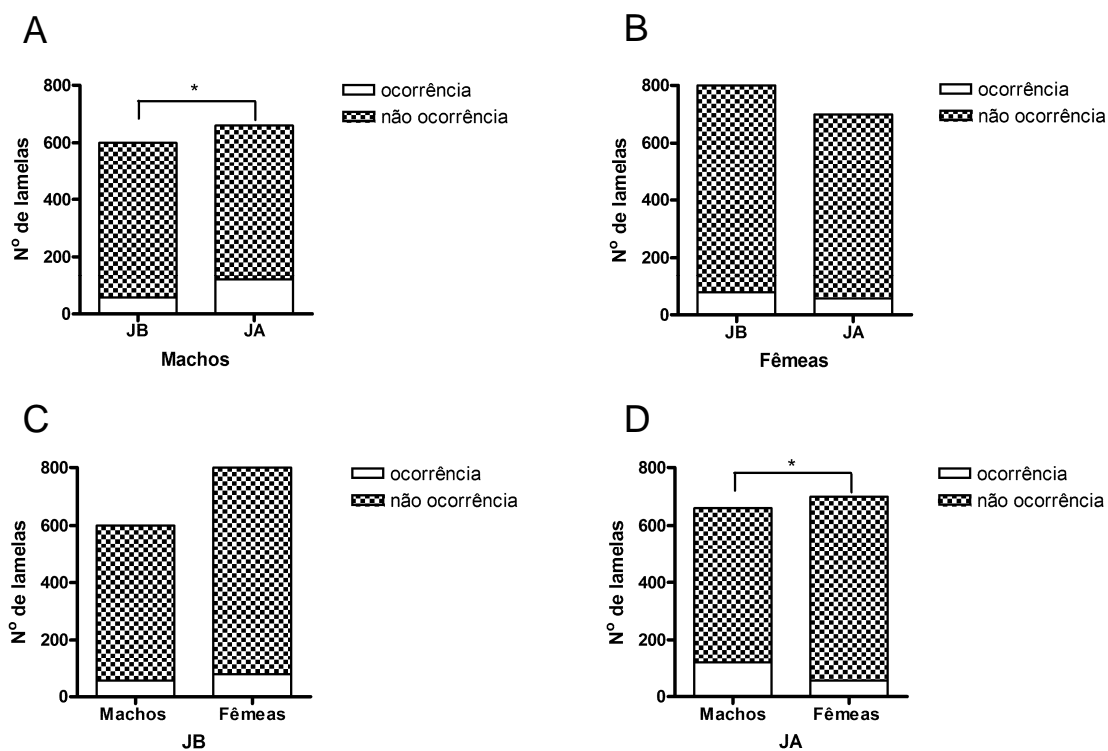 A
800
600
400
200
0
Nº de lamelas
*
JB JA
Machos
ocorrência
não ocorrência
B
800
600
400
200
0
Nº de lamelas
JB JA
Fêmeas
ocorrência
não ocorrência
C
800
600
400
200
0
Nº de lamelas
Machos Fêmeas
JB
ocorrência
não ocorrência
D
800
600
400
200
0
Nº de lamelas
*
Machos Fêmeas
JA
ocorrência
não ocorrência